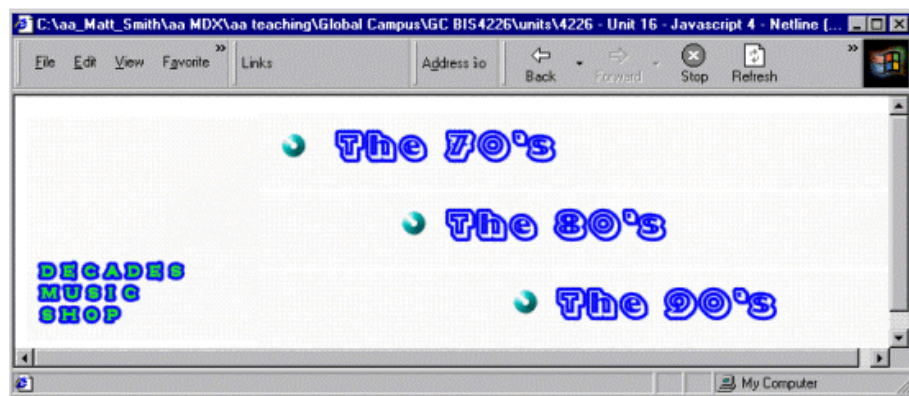 C:\aa_Matt_Smith\aa MDX\aa teaching\Global Campus\GC BIS4226\units\4226 - Unit 16 - Javascript 4 - Netline (...
File Edit View Favorite » Links Address Back Forward Stop Refresh »
The 70's
The 80's
The 90's
DECADES
MUSIC
SHOP
My Computer